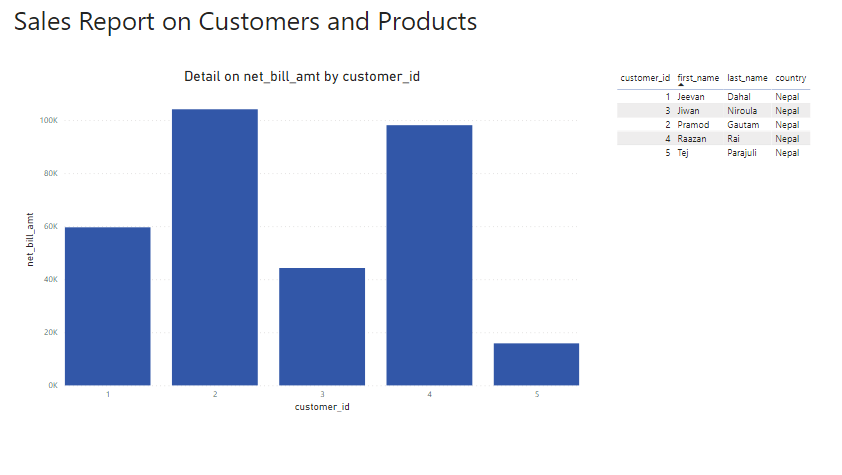 Sales Report on Customers and Products
Detail on net_bill_amt by customer_id
100K
80K
60K
40K
20K
0K
net_bill_amt
1 2 3 4 5
customer_id
customer_id first_name last_name country
1 Jeevan Dahal Nepal
3 Jiwan Niroula Nepal
2 Pramod Gautam Nepal
4 Raazan Rai Nepal
5 Tej Parajuli Nepal